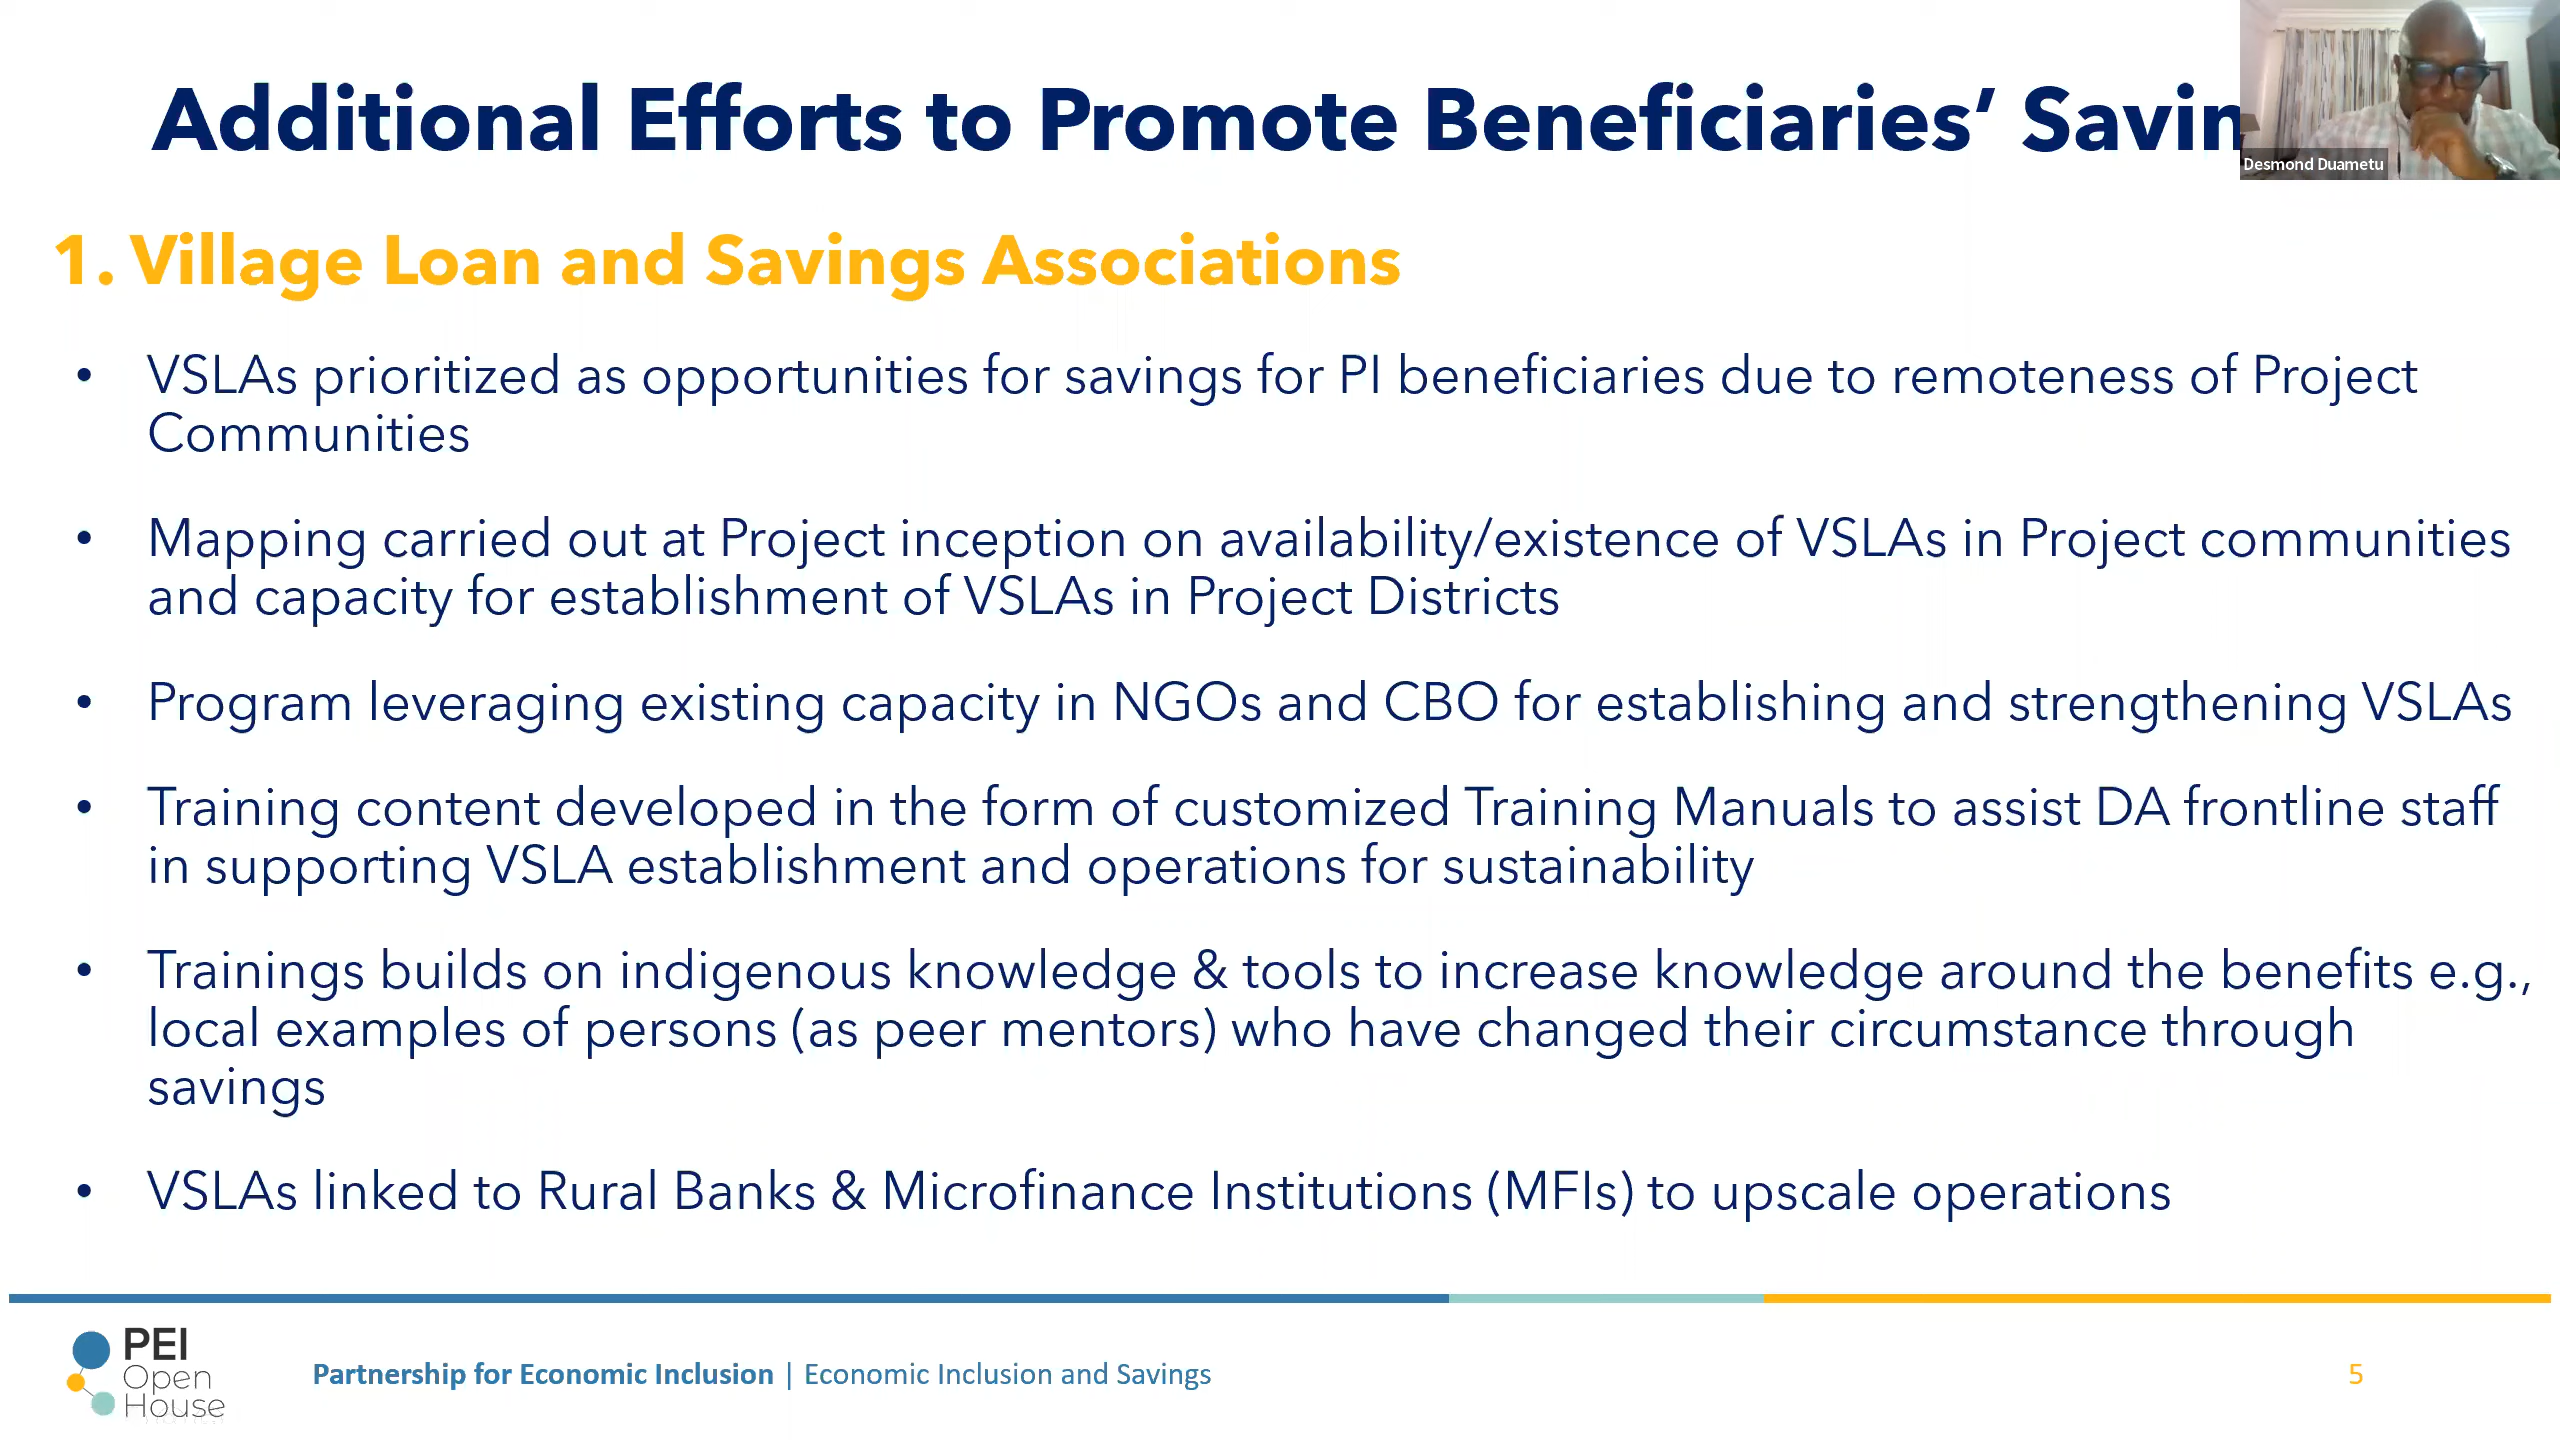 Additional Efforts to Promote Beneficiaries’ Savin
Desmond Duametu
1. Village Loan and Savings Associations
• VSLAs prioritized as opportunities for savings for PI beneficiaries due to remoteness of Project
Communities
• Mapping carried out at Project inception on availability/existence of VSLAs in Project communities
and capacity for establishment of VSLAs in Project Districts
• Program leveraging existing capacity in NGOs and CBO for establishing and strengthening VSLAs
• Training content developed in the form of customized Training Manuals to assist DA frontline staff
in supporting VSLA establishment and operations for sustainability
• Trainings builds on indigenous knowledge & tools to increase knowledge around the benefits e.g.,
local examples of persons (as peer mentors) who have changed their circumstance through
savings
• VSLAs linked to Rural Banks & Microfinance Institutions (MFIs) to upscale operations
PEI
Open
House
Partnership for Economic Inclusion | Economic Inclusion and Savings
5